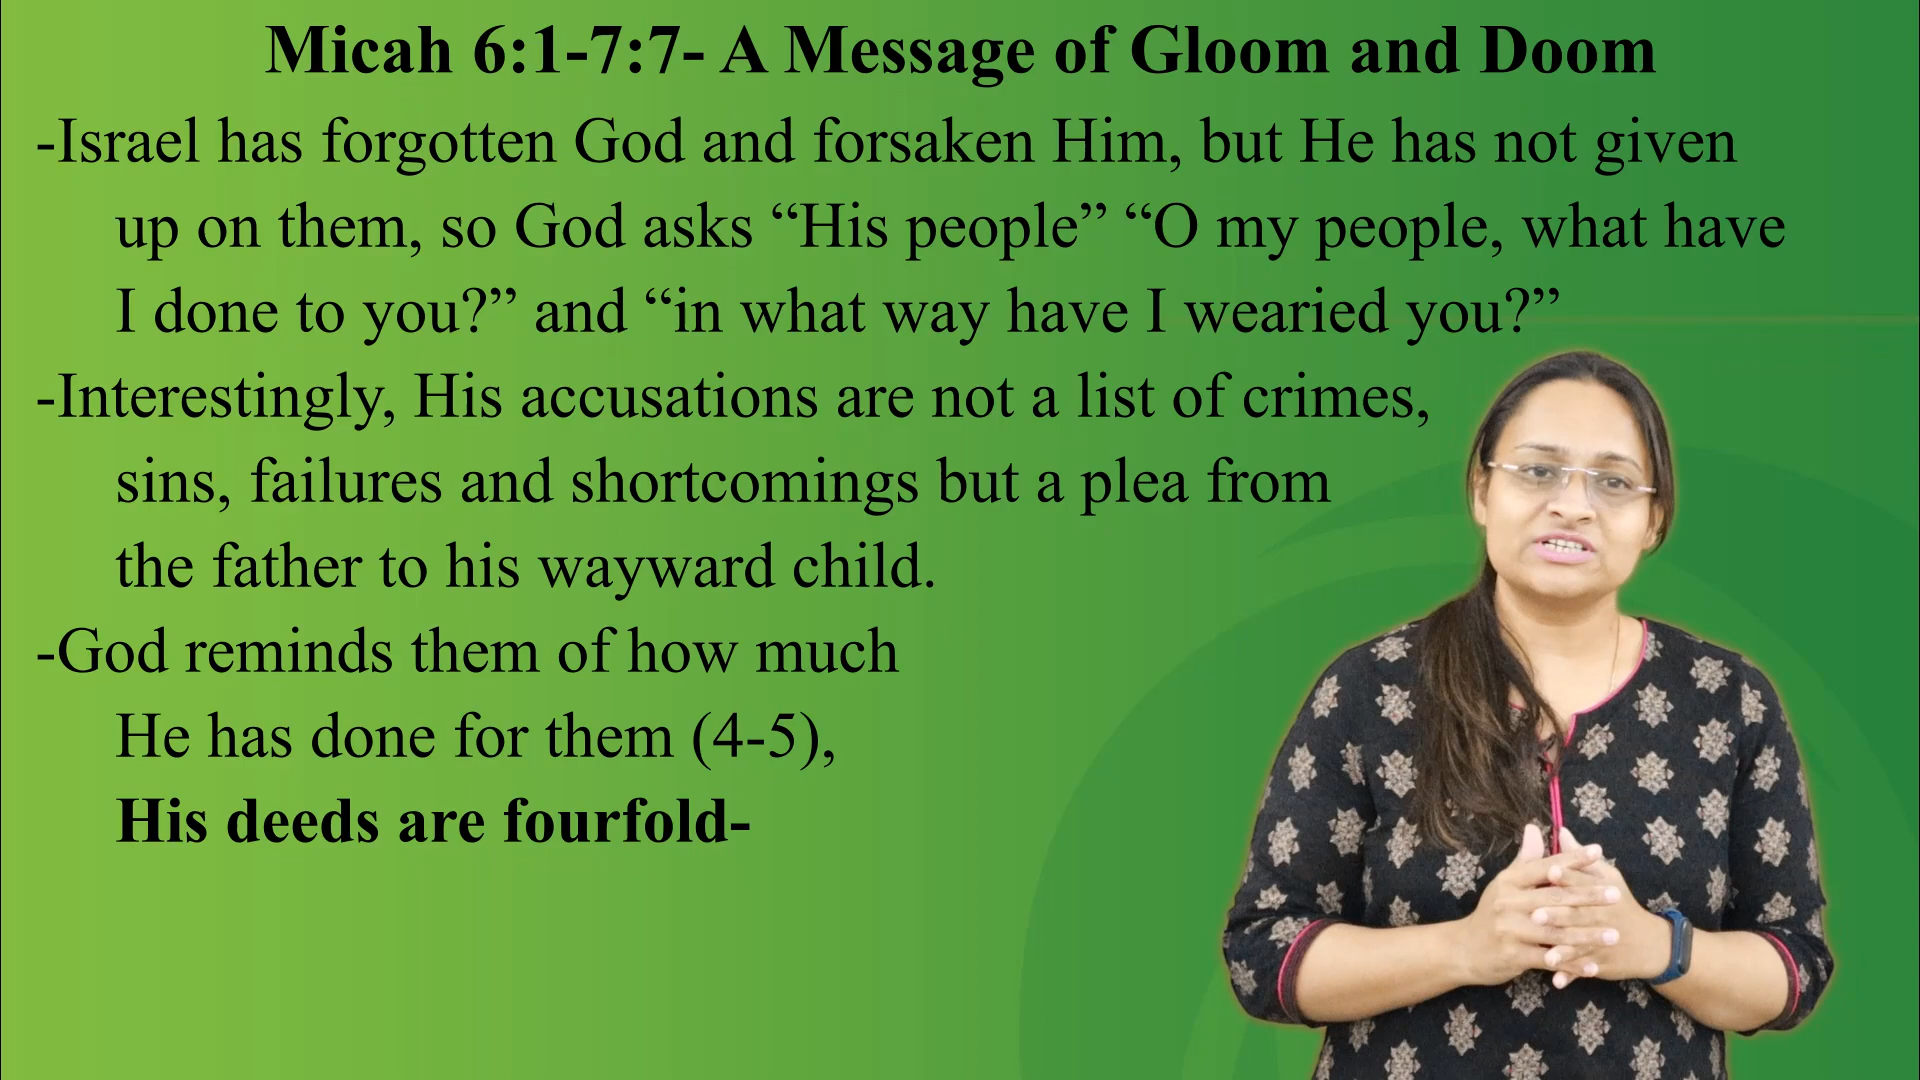 Micah 6:1-7:7- A Message of Gloom and Doom
-Israel has forgotten God and forsaken Him, but He has not given
up on them, so God asks “His people” “O my people, what have
I done to you?” and “in what way have I wearied you?”
-Interestingly, His accusations are not a list of crimes,
sins, failures and shortcomings but a plea from
the father to his wayward child.
-God reminds them of how much
He has done for them (4-5),
His deeds are fourfold-